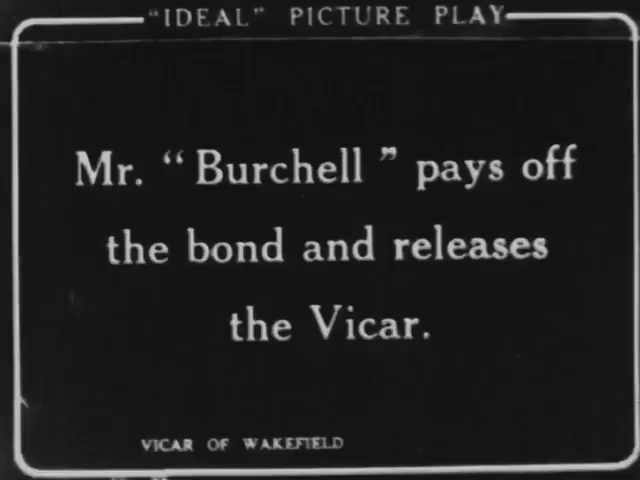 "IDEAL" PICTURE PLAY
Mr. “Burchell” pays off
the bond and releases
the Vicar.
VICAR OF WAKEFIELD